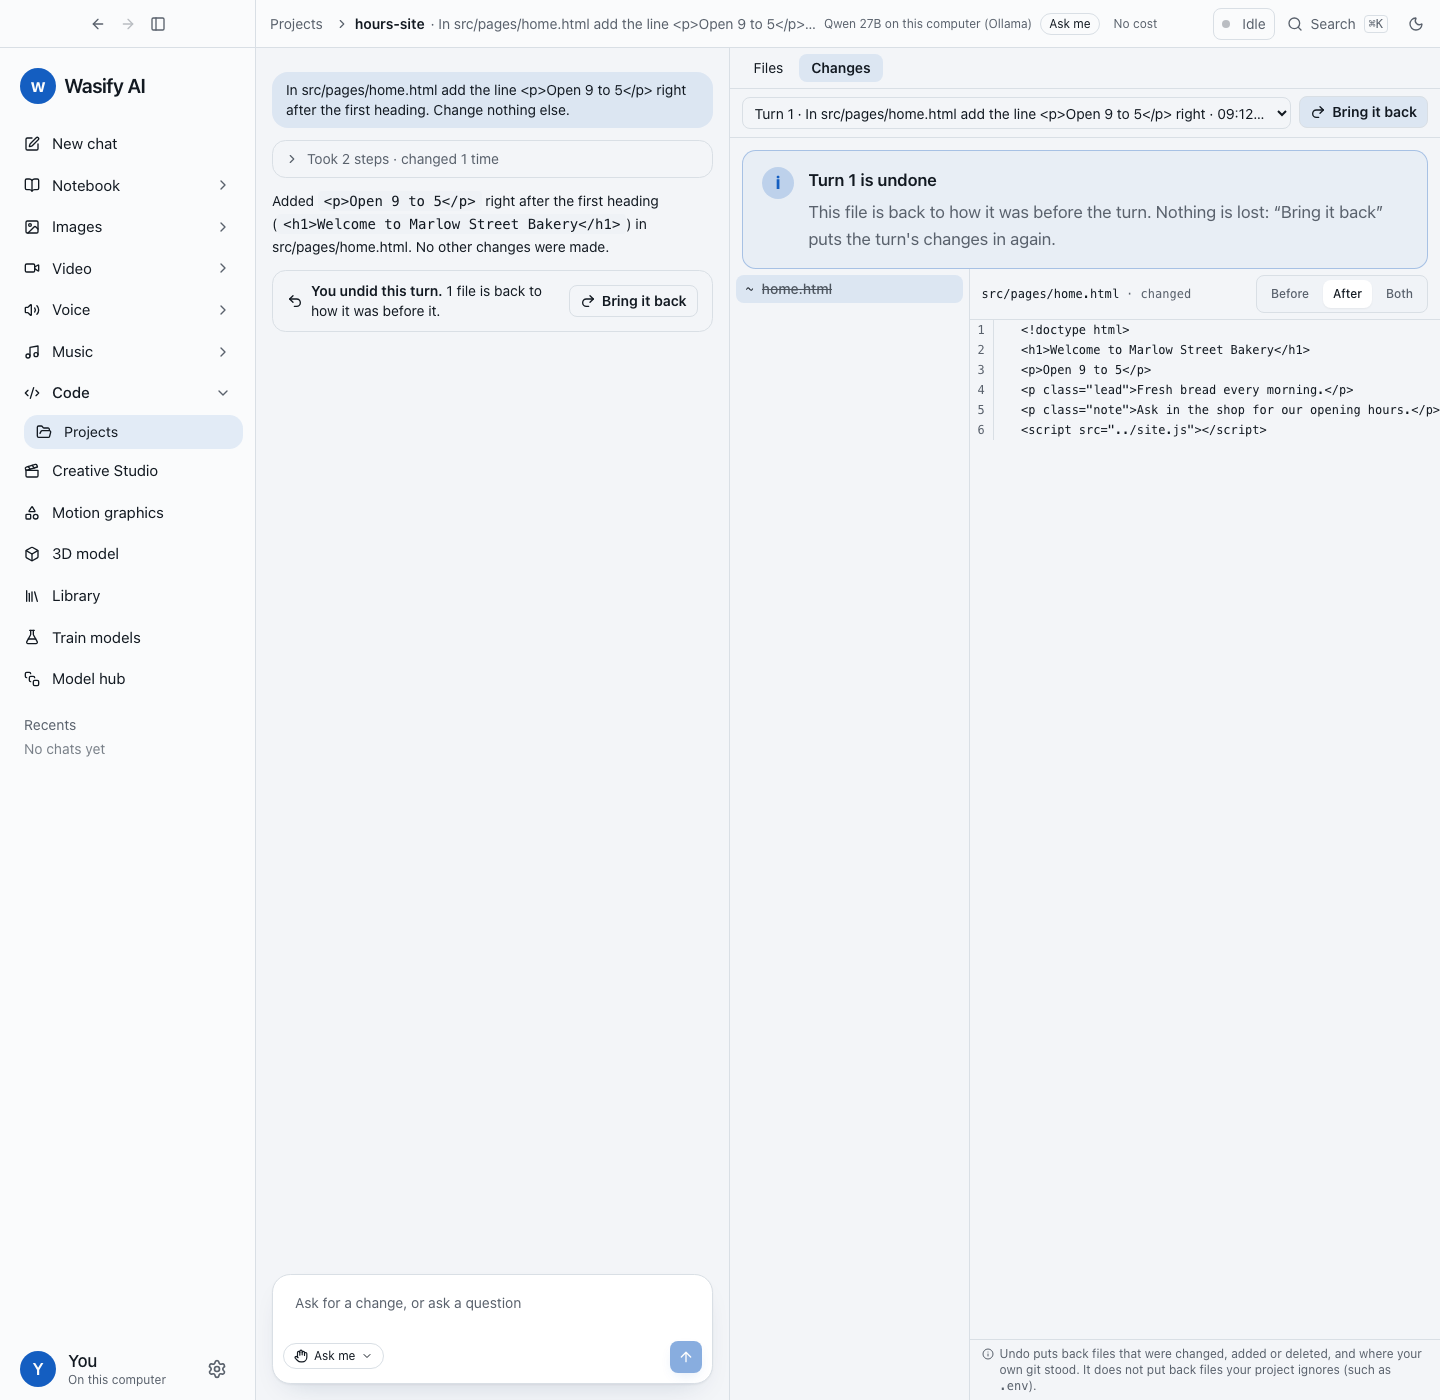 Projects
hours-site · In src/pages/home.html add the line <p>Open 9 to 5</p>...
Qwen 27B on this computer (Ollama)
Ask me
No cost
Idle
Search
⌘K
W
Wasify AI
New chat
Notebook
Images
Video
Voice
Music
Code
Projects
Creative Studio
Motion graphics
3D model
Library
Train models
Model hub
Recents
No chats yet
Y
You
On this computer
In src/pages/home.html add the line <p>Open 9 to 5</p> right
after the first heading. Change nothing else.
Took 2 steps · changed 1 time
Added <p>Open 9 to 5</p> right after the first heading
( <h1>Welcome to Marlow Street Bakery</h1> ) in
src/pages/home.html. No other changes were made.
You undid this turn. 1 file is back to
how it was before it.
Bring it back
Ask for a change, or ask a question
Ask me
Files
Changes
Turn 1 · In src/pages/home.html add the line <p>Open 9 to 5</p> right · 09:12...
Bring it back
i
Turn 1 is undone
This file is back to how it was before the turn. Nothing is lost: “Bring it back”
puts the turn's changes in again.
~ home.html
src/pages/home.html · changed
Before
After
Both
1 <!doctype html>
2 <h1>Welcome to Marlow Street Bakery</h1>
3 <p>Open 9 to 5</p>
4 <p class="lead">Fresh bread every morning.</p>
5 <p class="note">Ask in the shop for our opening hours.</p>
6 <script src="../site.js"></script>
Undo puts back files that were changed, added or deleted, and where your
own git stood. It does not put back files your project ignores (such as
.env).